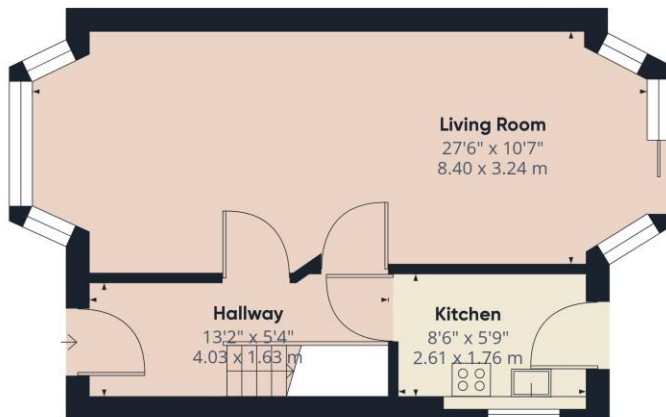 Living Room
27'6" x 10'7"
8.40 x 3.24 m
Hallway
13'2" x 5'4"
4.03 x 1.63 m
Kitchen
8'6" x 5'9"
2.61 x 1.76 m